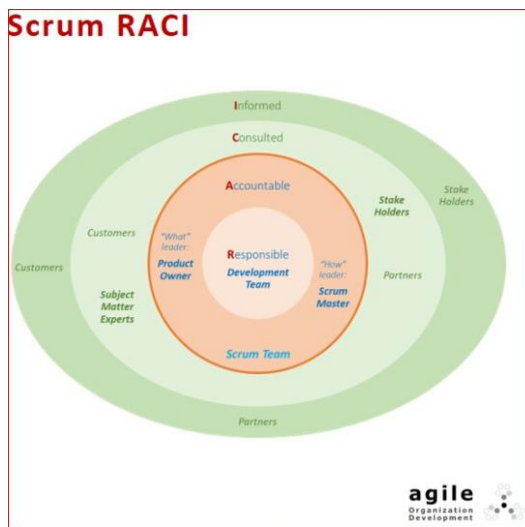 Scrum RACI
Informed
Consulted
Accountable
Stake
Holders
Stake
Holders
Customers
"What"
leader:
Product
Owner
Responsible
Development
Team
"How"
leader:
Scrum
Master
Customers
Partners
Subject
Matter
Experts
Scrum Team
Partners
agile
Organization
Development